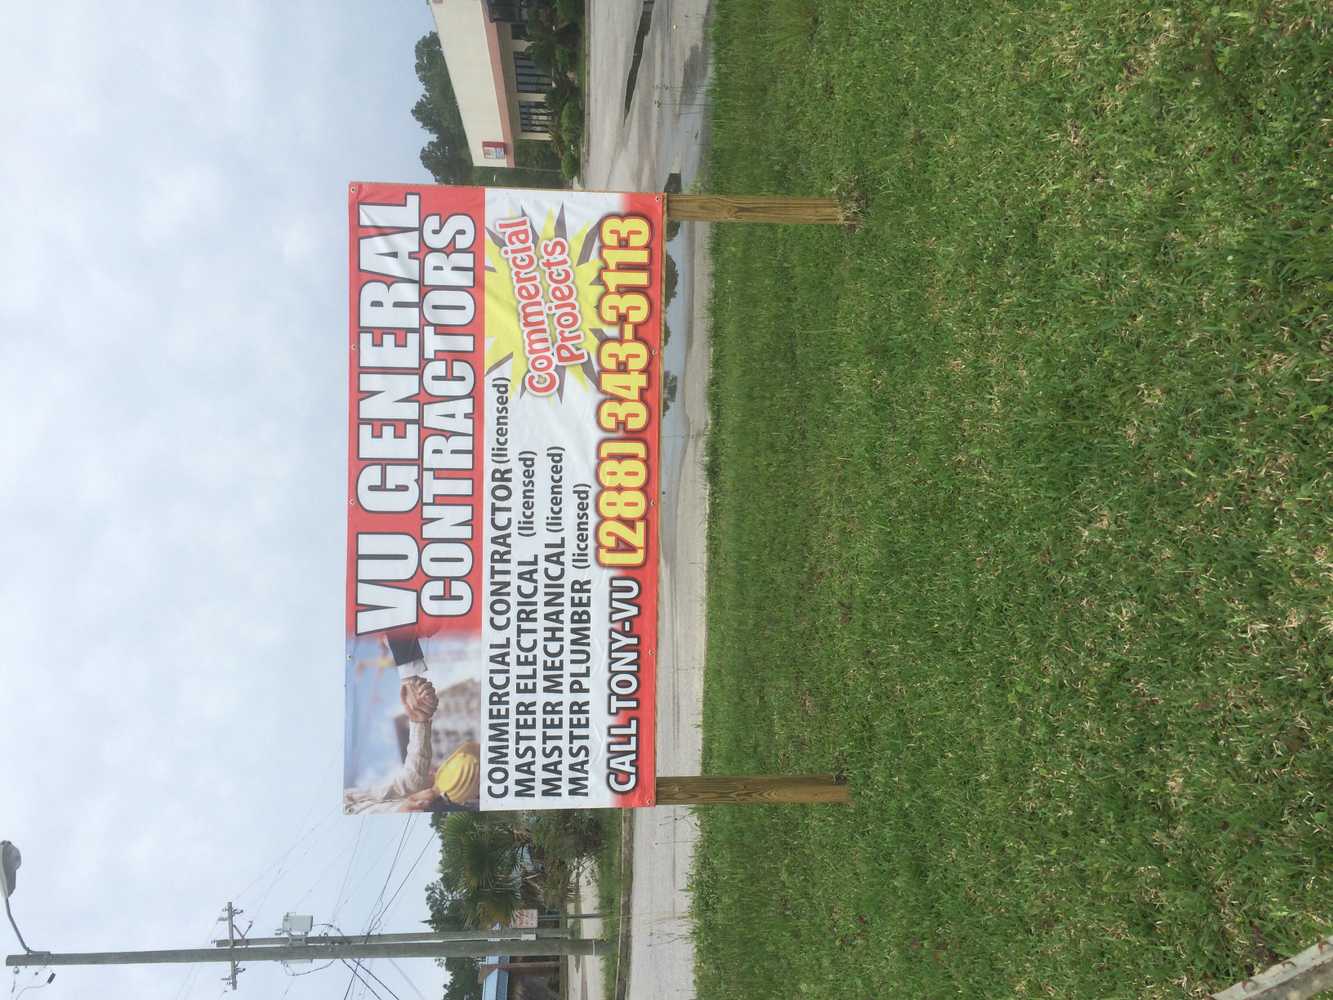 VU GENERAL
CONTRACTORS
COMMERCIAL CONTRACTOR (licensed)
MASTER ELECTRICAL (licensed)
MASTER MECHANICAL (licenced)
MASTER PLUMBER (licensed)
Commercial
Projects
CALL TONY-VU (288) 343-3113